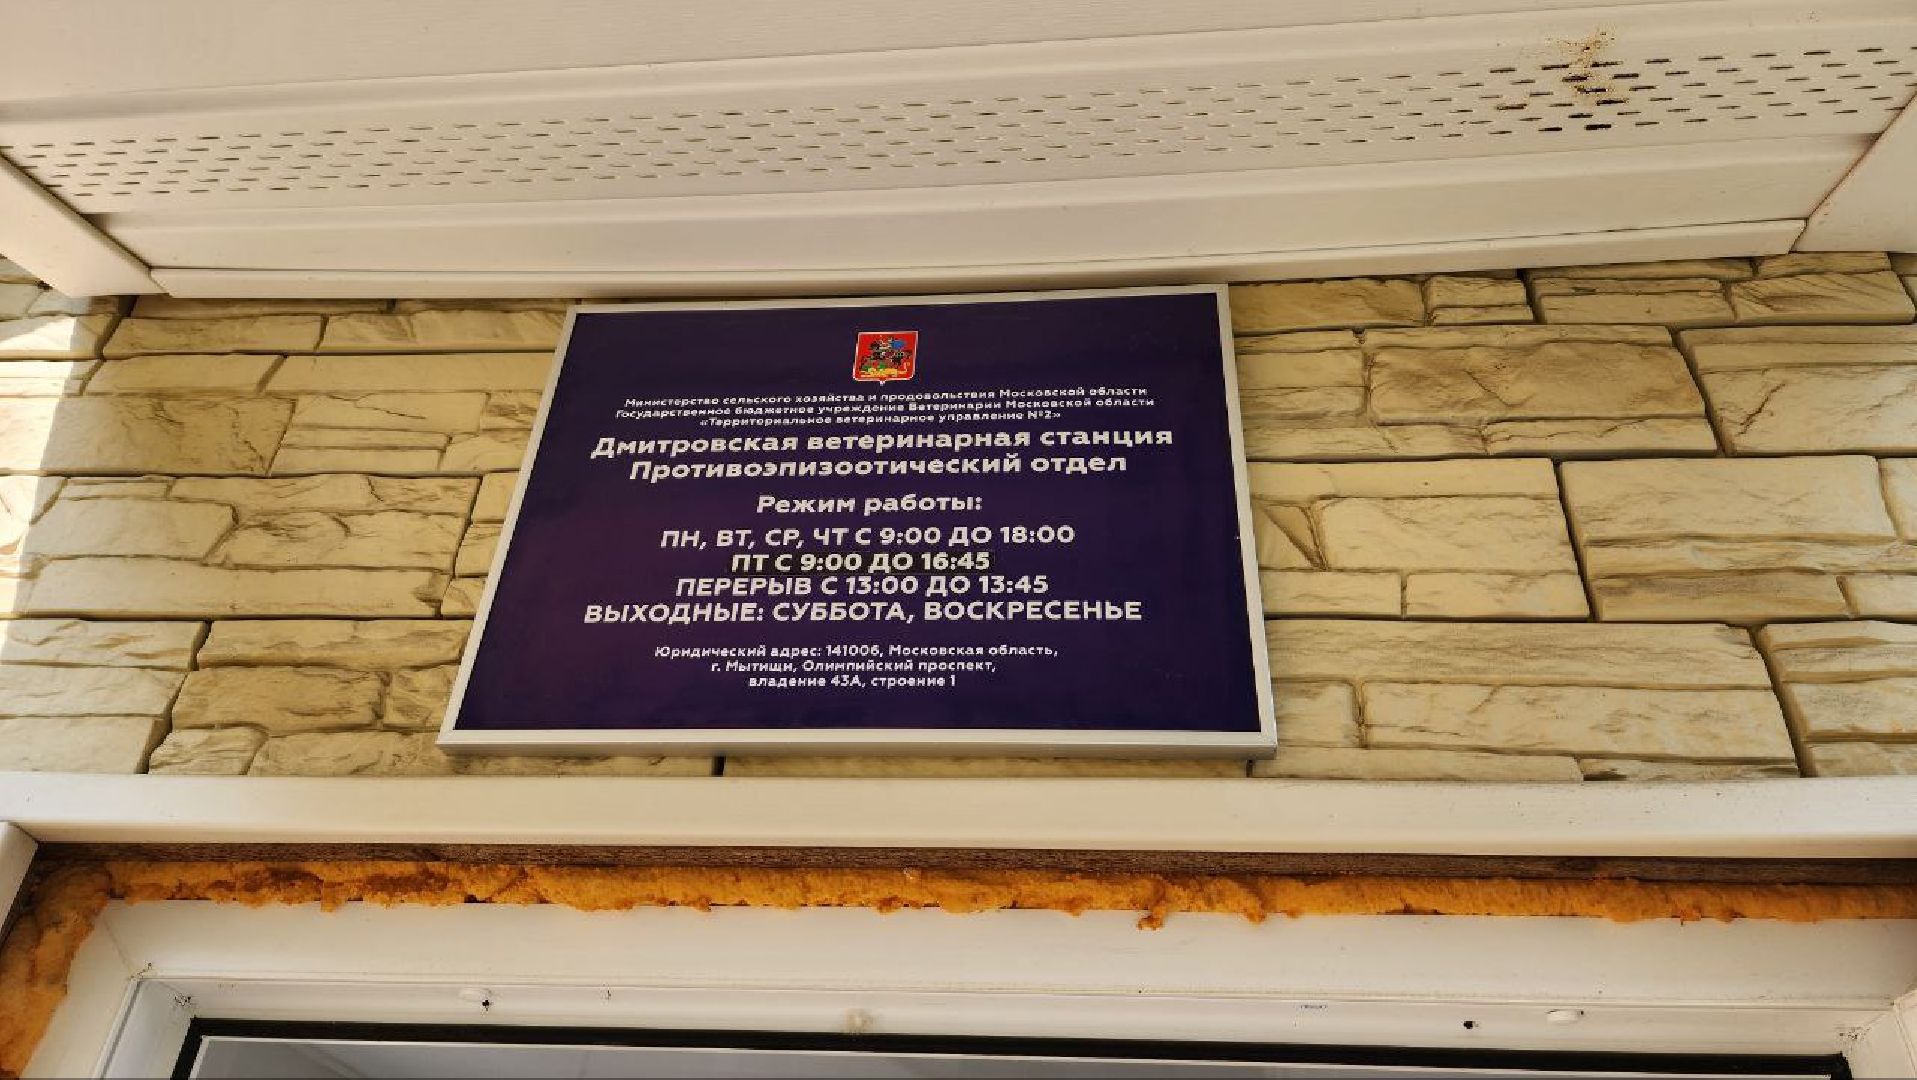 Министерство сельского хозяйства и продовольствия Московской области
Государственное бюджетное учреждение Ветеринарии Московской области
«Территориальное ветеринарное управление №2»
Дмитровская ветеринарная станция
Противоэпизоотический отдел
Режим работы:
ПН, ВТ, СР, ЧТ С 9:00 ДО 18:00
ПТ С 9:00 ДО 16:45
ПЕРЕРЫВ С 13:00 ДО 13:45
ВЫХОДНЫЕ: СУББОТА, ВОСКРЕСЕНЬЕ
Юридический адрес: 141006, Московская область,
г. Мытищи, Олимпийский проспект,
владение 43А, строение 1